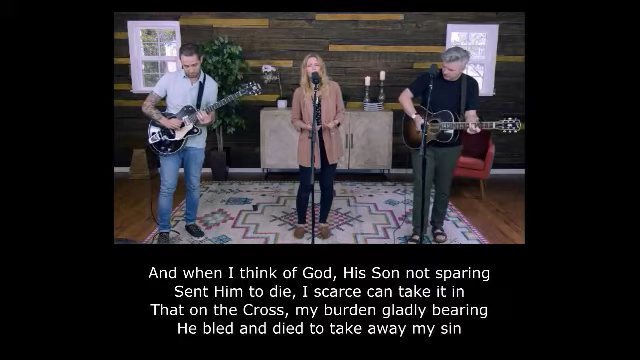 And when I think of God, His Son not sparing
Sent Him to die, I scarce can take it in
That on the Cross, my burden gladly bearing
He bled and died to take away my sin